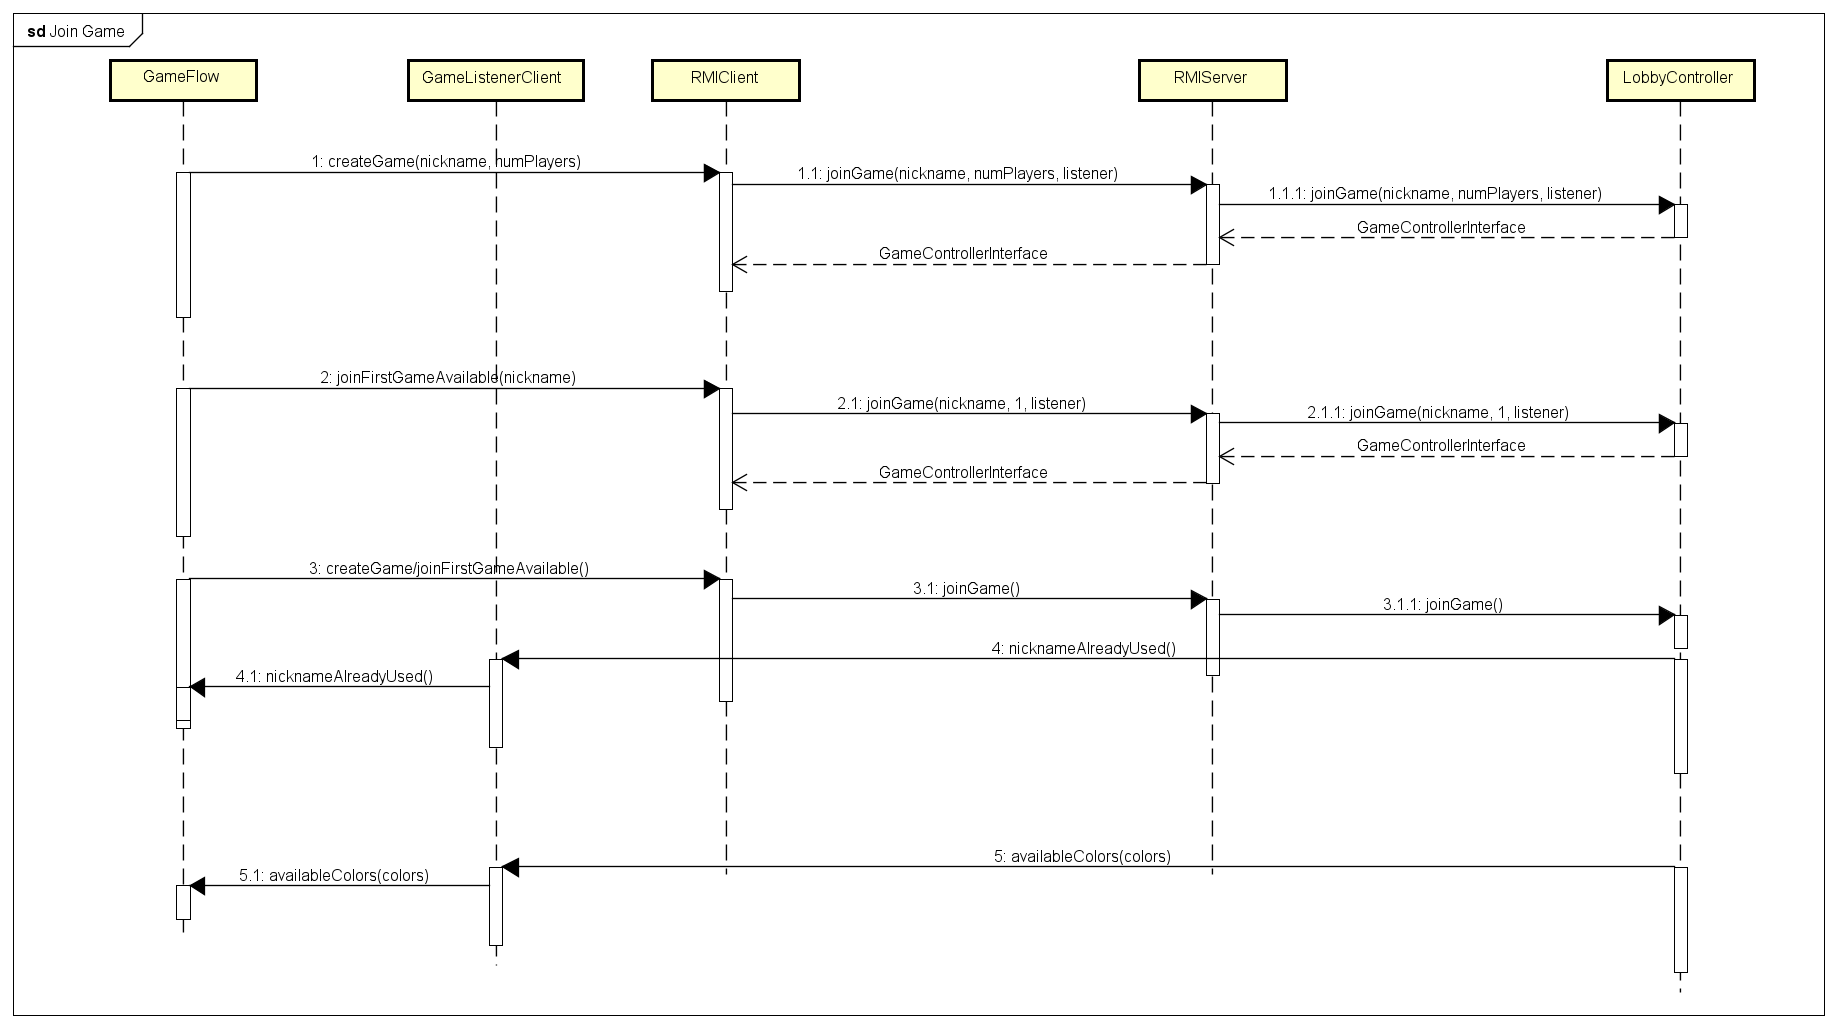 sd Join Game
GameFlow
GameListenerClient
RMIClient
RMIServer
LobbyController
1: createGame(nickname, numPlayers)
1.1: joinGame(nickname, numPlayers, listener)
1.1.1: joinGame(nickname, numPlayers, listener)
GameControllerInterface
GameControllerInterface
2: joinFirstGameAvailable(nickname)
2.1: joinGame(nickname, 1, listener)
2.1.1: joinGame(nickname, 1, listener)
GameControllerInterface
GameControllerInterface
3: createGame/joinFirstGameAvailable()
3.1: joinGame()
3.1.1: joinGame()
4: nicknameAlreadyUsed()
4.1: nicknameAlreadyUsed()
5: availableColors(colors)
5.1: availableColors(colors)